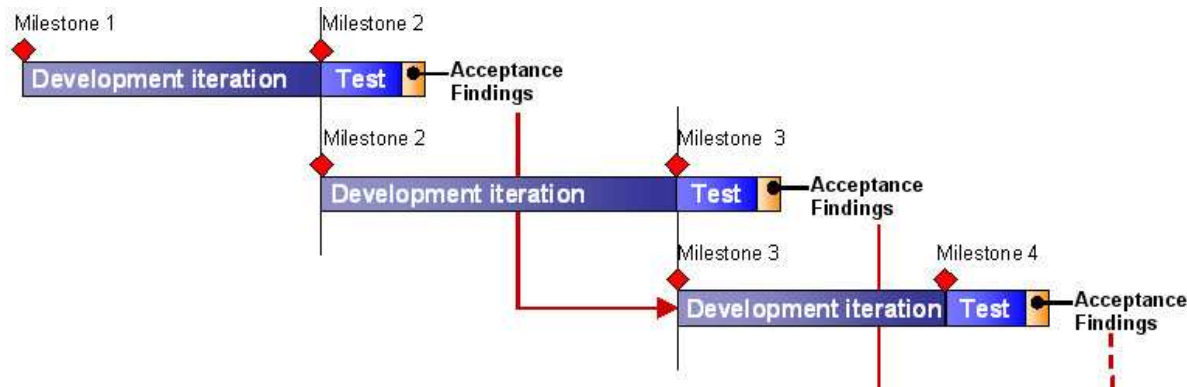 Milestone 1
Milestone 2
Development iteration
Test
Acceptance
Findings
Milestone 2
Milestone 3
Development iteration
Test
Acceptance
Findings
Milestone 3
Milestone 4
Development iteration
Test
Acceptance
Findings